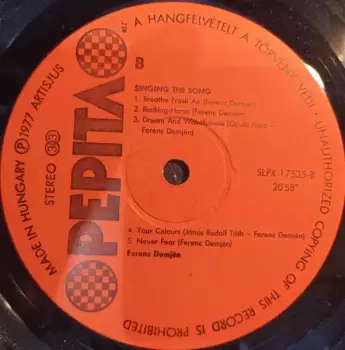 A HANGFELVÉTELT A TÖRVÉNY VÉDI · UNAUTHORIZED COPYING OF THIS RECORD IS PROHIBITED
MADE IN HUNGARY Ⓟ 1977 ARTISJUS
STEREO 33
PEPITA
B
SINGING THE SONG
1. Breathe Fresh Air (Ferenc Demjén)
2. Rocking-Horse (Ferenc Demjén)
3. Dream And Wakefulness (Gyula
Ferenc Demjén)
SLPX 17535-B
20'58"
4. Your Colours (János Rudolf Tóth - Ferenc Demjén)
5. Never Fear (Ferenc Demjén)
Ferenc Demjén